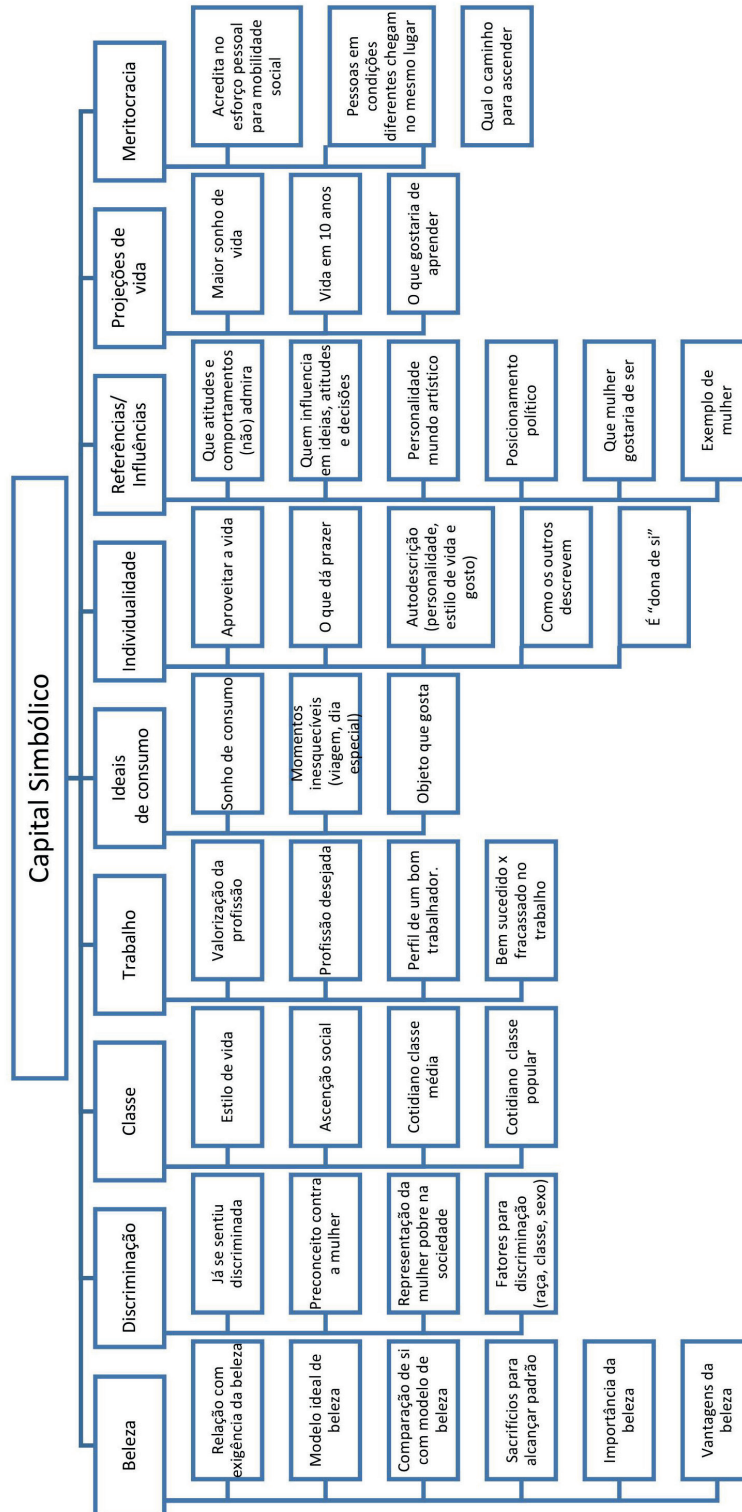 Capital Simbólico
Beleza
Relação com
exigência da beleza
Modelo ideal de
beleza
Comparação de si
com modelo de
beleza
Sacrifícios para
alcançar padrão
Importância da
beleza
Vantagens da
beleza
Discriminação
Já se sentiu
discriminada
Preconceito contra
a mulher
Representação da
mulher pobre na
sociedade
Fatores para
discriminação
(raça, classe, sexo)
Classe
Estilo de vida
Ascenção social
Cotidiano classe
média
Cotidiano classe
popular
Trabalho
Valorização da
profissão
Profissão desejada
Perfil de um bom
trabalhador.
Bem sucedido x
fracassado no
trabalho
Ideais
de consumo
Sonho de consumo
Momentos
inesquecíveis
(viagem, dia
especial)
Objeto que gosta
Individualidade
Aproveitar a vida
O que dá prazer
Autodescrição
(personalidade,
estilo de vida e
gosto)
Como os outros
descrevem
É “dona de si”
Referências/
Influências
Que atitudes e
comportamentos
(não) admira
Quem influencia
em ideias, atitudes
e decisões
Personalidade
mundo artístico
Posicionamento
político
Que mulher
gostaria de ser
Exemplo de
mulher
Projeções de
vida
Maior sonho de
vida
Vida em 10 anos
O que gostaria de
aprender
Meritocracia
Acredita no
esforço pessoal
para mobilidade
social
Pessoas em
condições
diferentes chegam
no mesmo lugar
Qual o caminho
para ascender